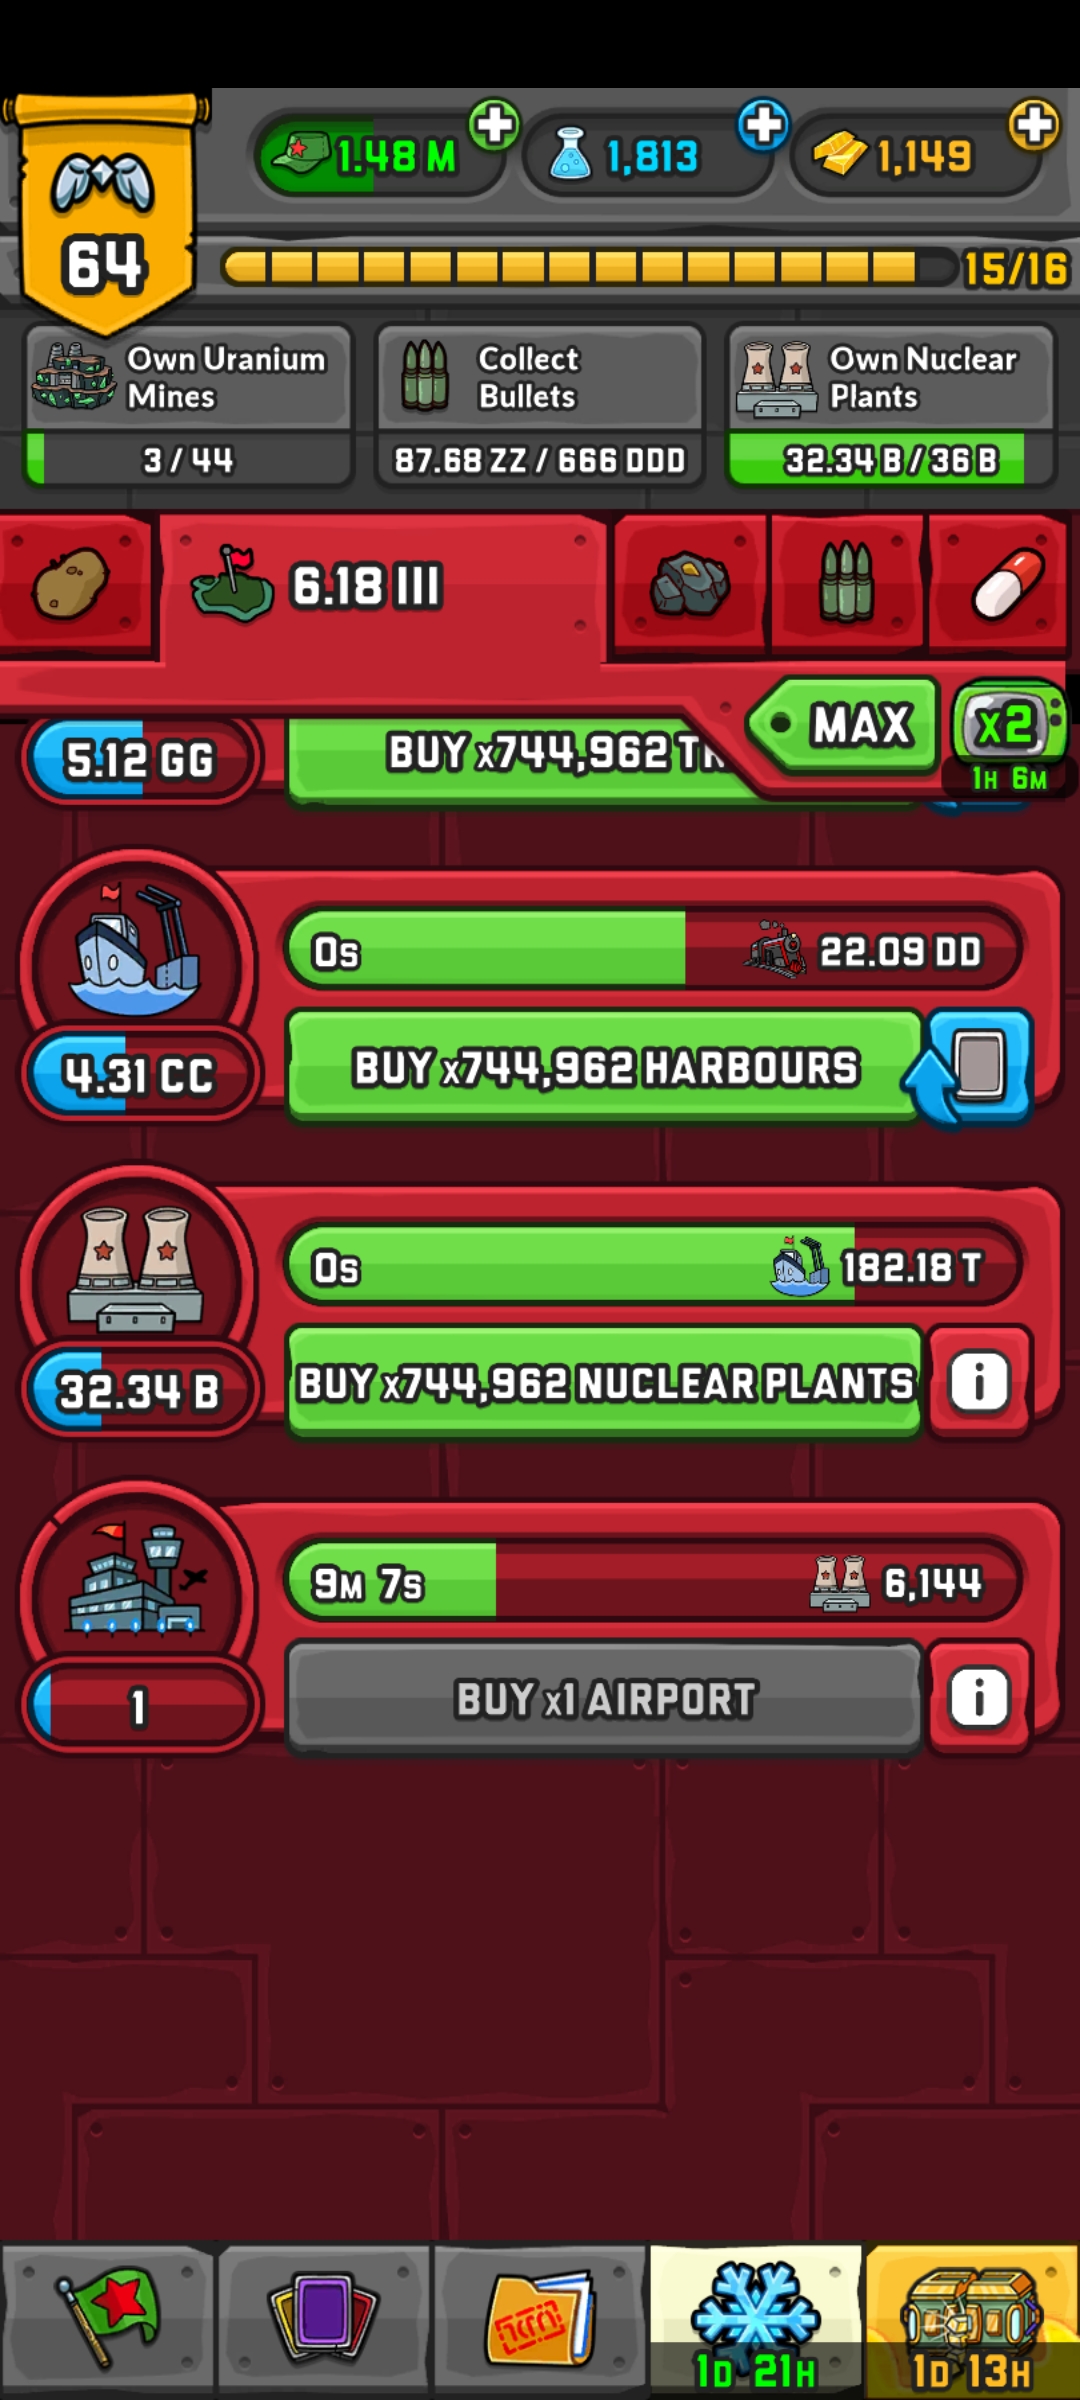 64
1.48 M
1,813
1,149
15/16
Own Uranium
Mines
3 / 44
Collect
Bullets
87.68 ZZ / 666 DDD
Own Nuclear
Plants
32.34 B / 36 B
6.18 III
MAX
x2
1H 6M
5.12 GG
BUY x744,962
0s
22.09 DD
4.31 CC
BUY x744,962 HARBOURS
0s
182.18 T
32.34 B
BUY x744,962 NUCLEAR PLANTS
i
9M 7s
6,144
1
BUY x1 AIRPORT
i
1D 21H
1D 13H